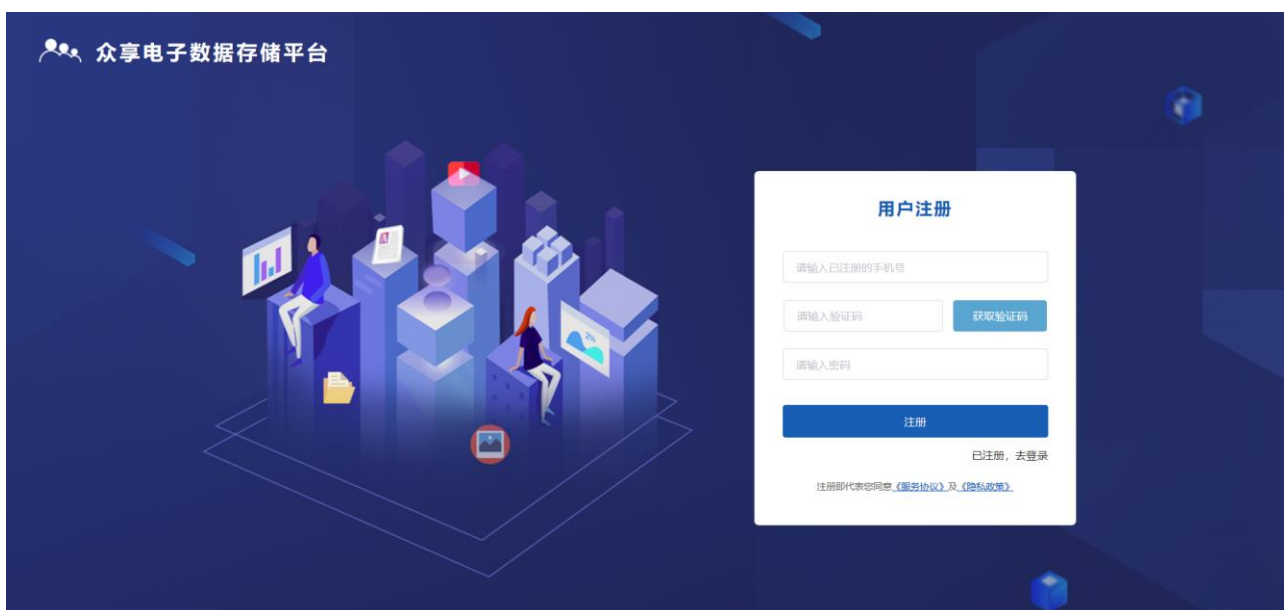 众享电子数据存储平台
用户注册
请输入已注册的手机号
请输入验证码 获取验证码
请输入密码
注册
已注册，去登录
注册即代表您同意《服务协议》及《隐私政策》
A